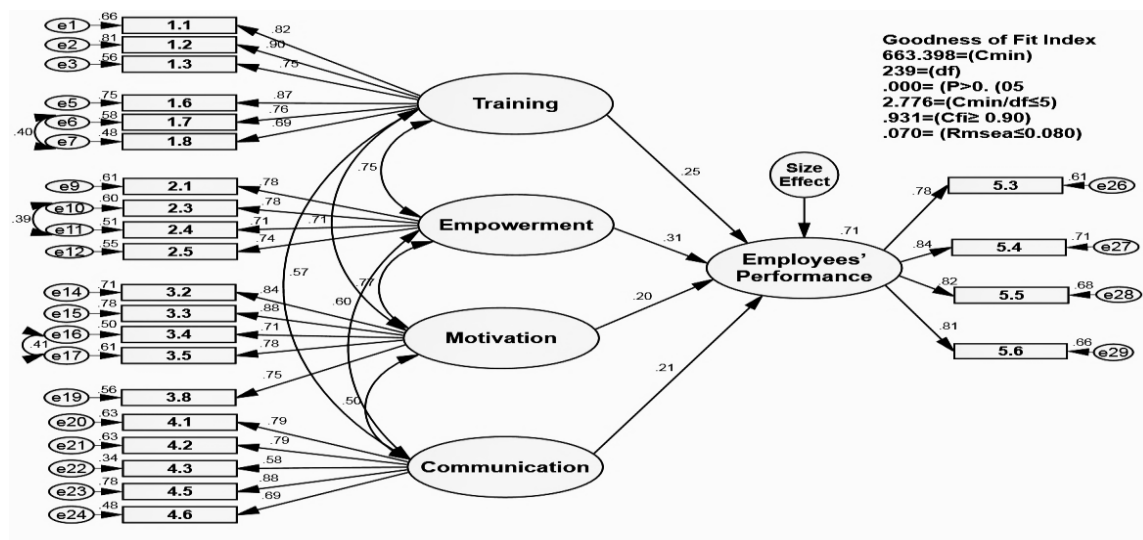 Goodness of Fit Index
663.398=(Cmin)
239=(df)
.000= (P>0. (05
2.776=(Cmin/df≤5)
.931=(Cfi≥ 0.90)
.070= (Rmsea≤0.080)
e1 .66 1.1 .82
e2 .81 1.2 .90
e3 .56 1.3 .75
e5 .75 1.6 .87
e6 .58 1.7 .76
e7 .48 1.8 .69
.40
Training
.25
e9 .61 2.1 .78
e10 .60 2.3 .78
e11 .51 2.4 .71
e12 .55 2.5 .74
.39
.75
.71
Empowerment
.31
e14 .71 3.2 .84
e15 .78 3.3 .88
e16 .50 3.4 .71
e17 .61 3.5 .78
e19 .56 3.8 .75
.41
.57
.60
.77
Motivation
.20
e20 .63 4.1 .79
e21 .63 4.2 .79
e22 .34 4.3 .58
e23 .78 4.5 .88
e24 .48 4.6 .69
.50
Communication
.21
Size
Effect
.71
Employees'
Performance
.78 5.3 .61 e26
.84 5.4 .71 e27
.82 5.5 .68 e28
.81 5.6 .66 e29